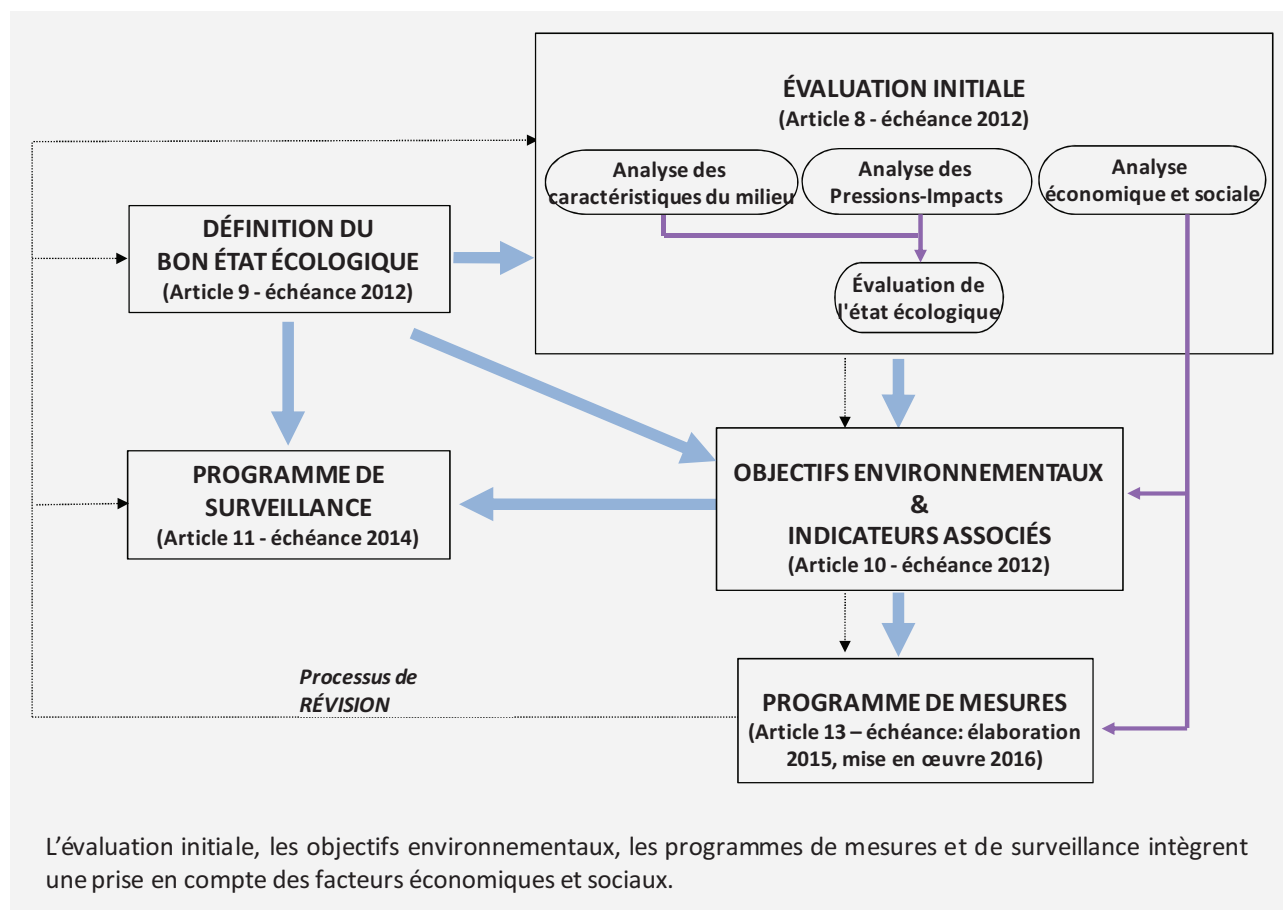 ÉVALUATION INITIALE
(Article 8 - échéance 2012)
Analyse des
caractéristiques du milieu
Analyse des
Pressions-Impacts
Analyse
économique et sociale
Évaluation de
l'état écologique
DÉFINITION DU
BON ÉTAT ÉCOLOGIQUE
(Article 9 - échéance 2012)
PROGRAMME DE
SURVEILLANCE
(Article 11 - échéance 2014)
OBJECTIFS ENVIRONNEMENTAUX
&
INDICATEURS ASSOCIÉS
(Article 10 - échéance 2012)
Processus de
RÉVISION
PROGRAMME DE MESURES
(Article 13 – échéance: élaboration
2015, mise en œuvre 2016)
L’évaluation initiale, les objectifs environnementaux, les programmes de mesures et de surveillance intègrent
une prise en compte des facteurs économiques et sociaux.